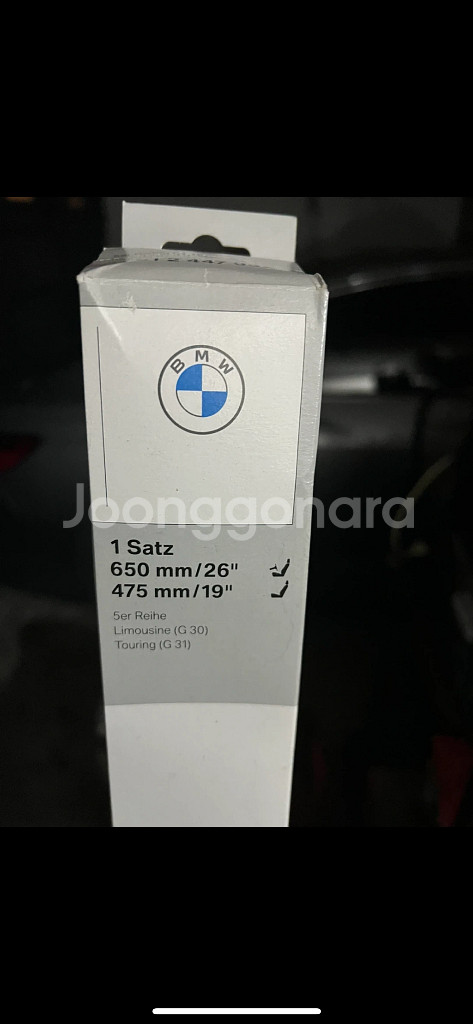 BMW
Joonggonara
1 Satz
650 mm/26"
475 mm/19"
5er Reihe
Limousine (G 30)
Touring (G 31)